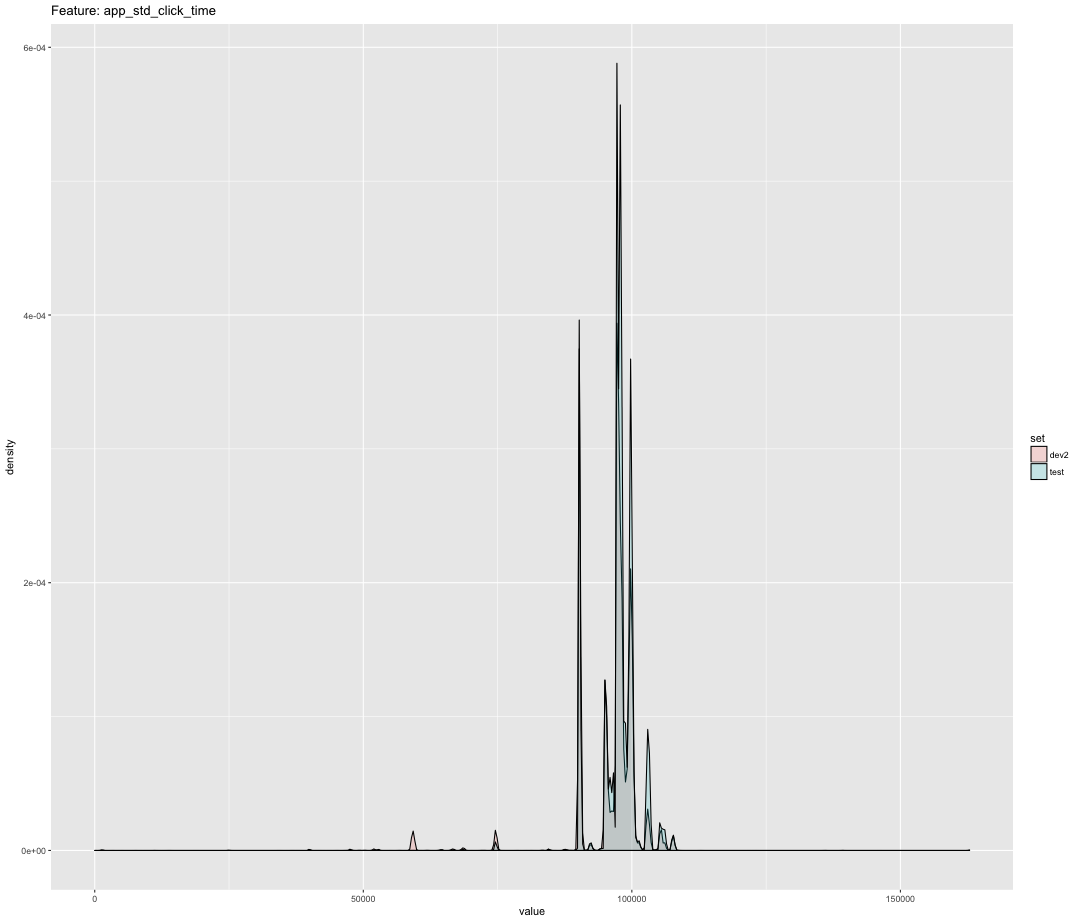 Feature: app_std_click_time
6e-04
4e-04
2e-04
0e+00
density
0
50000
100000
150000
value
set
dev2
test